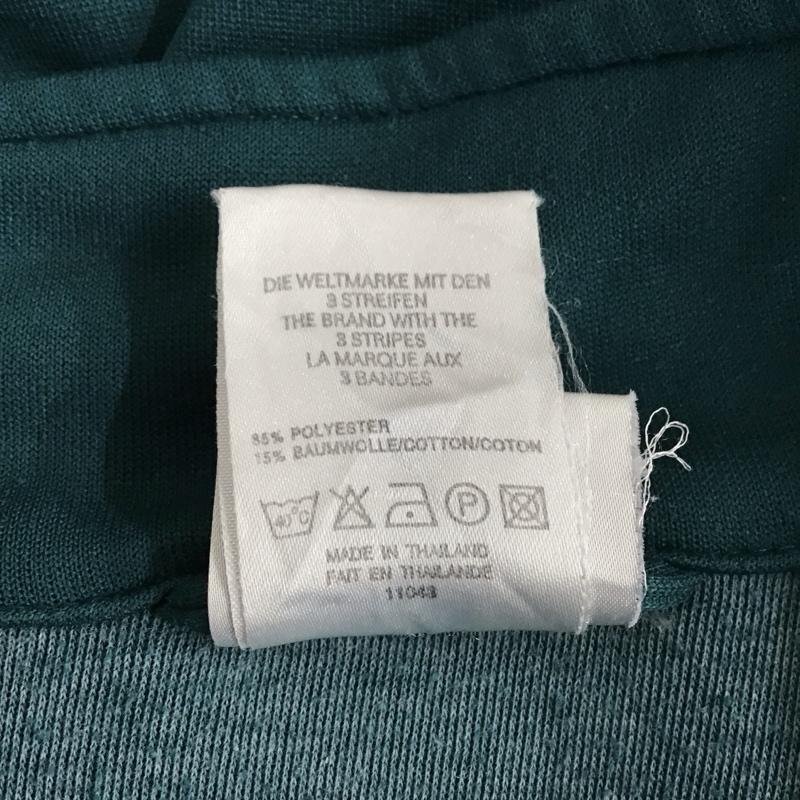 DIE WELTMARKE MIT DEN
3 STREIFEN
THE BRAND WITH THE
3 STRIPES
LA MARQUE AUX
3 BANDES
85% POLYESTER
15% BAUMWOLLE/COTTON/COTON
40°C P
MADE IN THAILAND
FAIT EN THAILANDE
11043